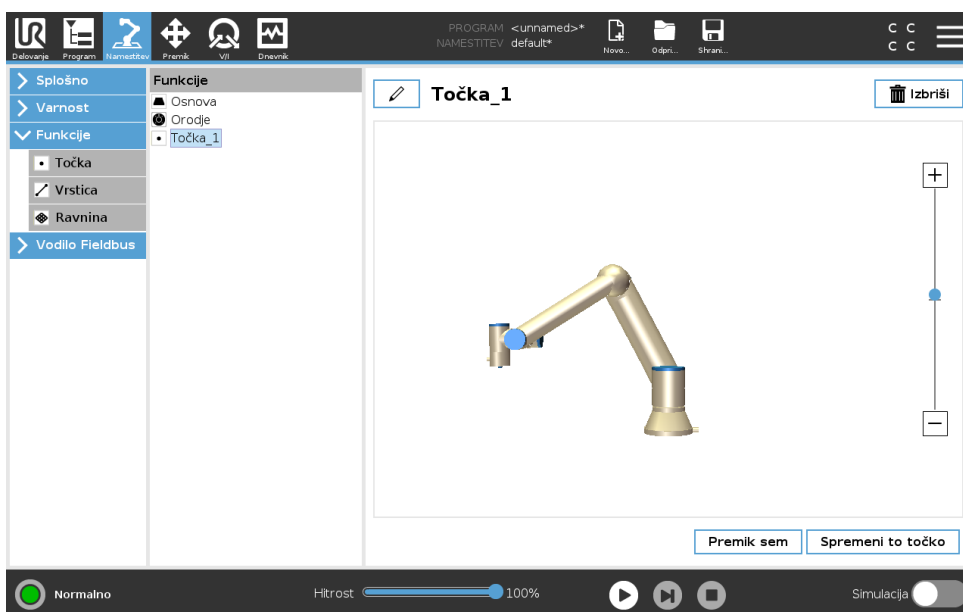 UR
PROGRAM <unnamed>*
NAMESTITEV default*
Delovanje Program Namestitev Premik V/I Dnevnik Novo... Odpri... Shrani...
C C
C C
Splošno
Varnost
Funkcije
Točka
Vrstica
Ravnina
Vodilo Fieldbus
Funkcije
Osnova
Orodje
Točka_1
Točka_1
Izbriši
Premik sem Spremeni to točko
Normalno Hitrost 100% Simulacija